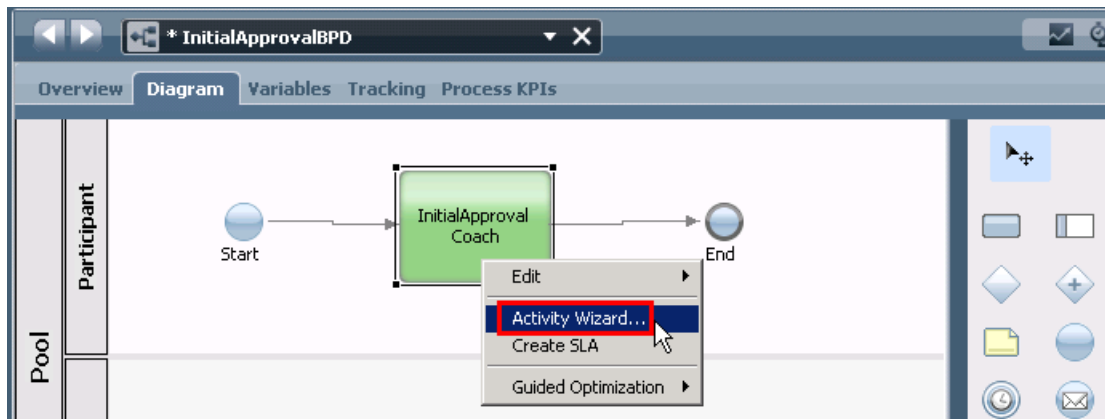 * InitialApprovalBPD
Overview Diagram Variables Tracking Process KPIs
Pool
Participant
Start
InitialApproval
Coach
End
Edit
Activity Wizard...
Create SLA
Guided Optimization